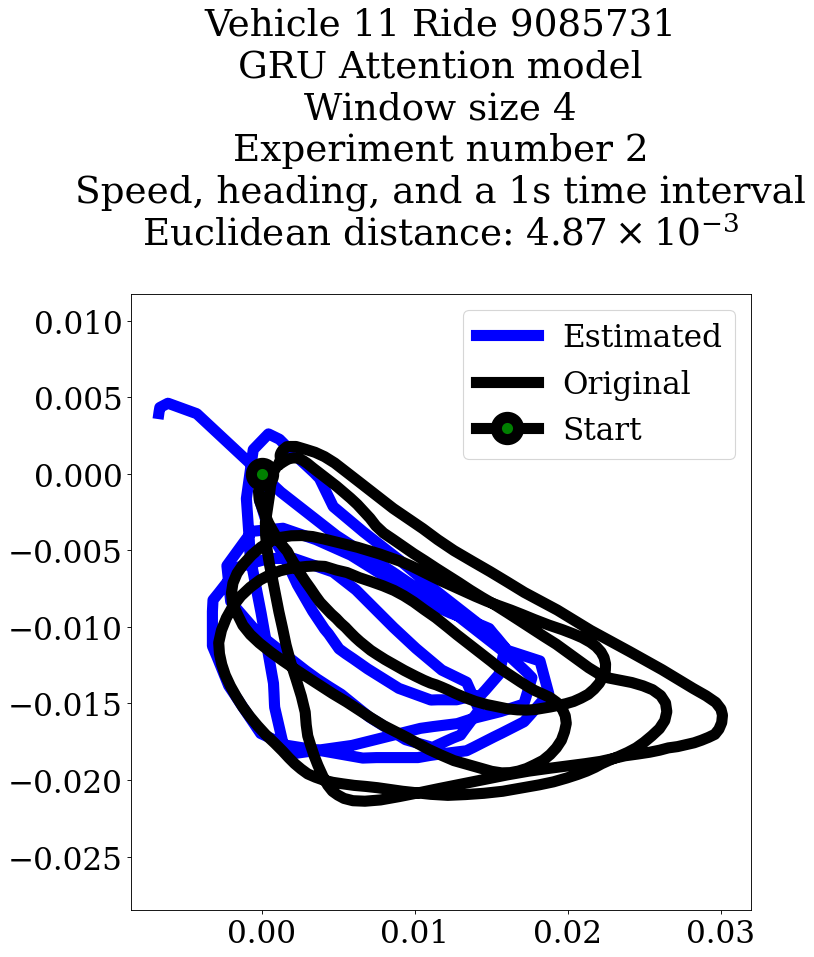 Vehicle 11 Ride 9085731
GRU Attention model
Window size 4
Experiment number 2
Speed, heading, and a 1s time interval
Euclidean distance: 4.87 × 10⁻³
Estimated
Original
Start
0.010
0.005
0.000
−0.005
−0.010
−0.015
−0.020
−0.025
0.00 0.01 0.02 0.03